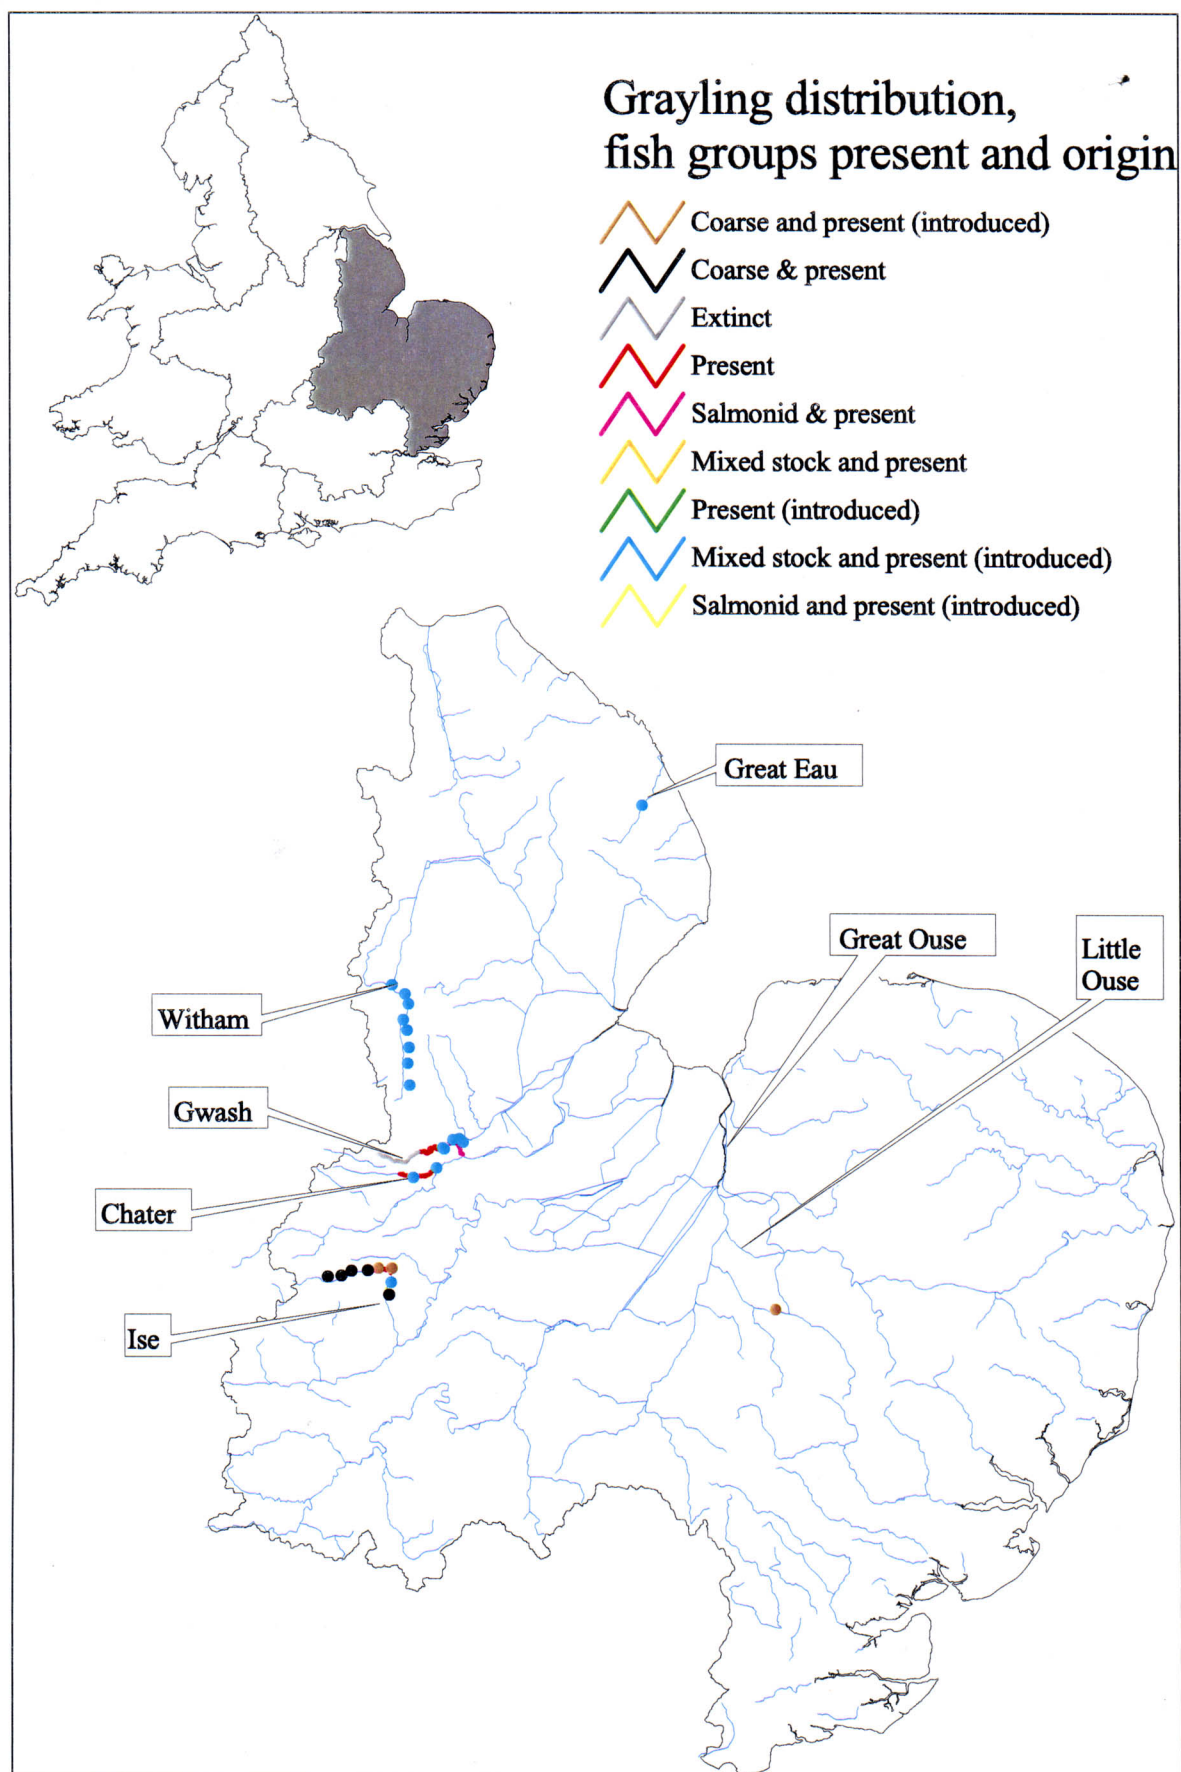 Grayling distribution,
fish groups present and origin
Coarse and present (introduced)
Coarse & present
Extinct
Present
Salmonid & present
Mixed stock and present
Present (introduced)
Mixed stock and present (introduced)
Salmonid and present (introduced)
Great Eau
Great Ouse
Little
Ouse
Witham
Gwash
Chater
Ise